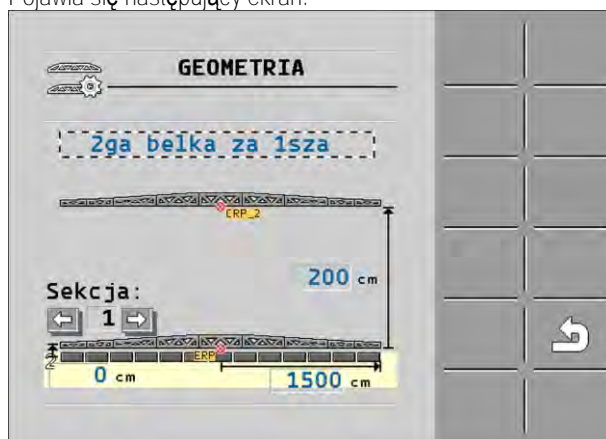 Pojawia się następujący ekran:
GEOMETRIA
2ga belka za 1sza
CRP_2
200 cm
Sekcja:
1
ERP
0 cm
1500 cm